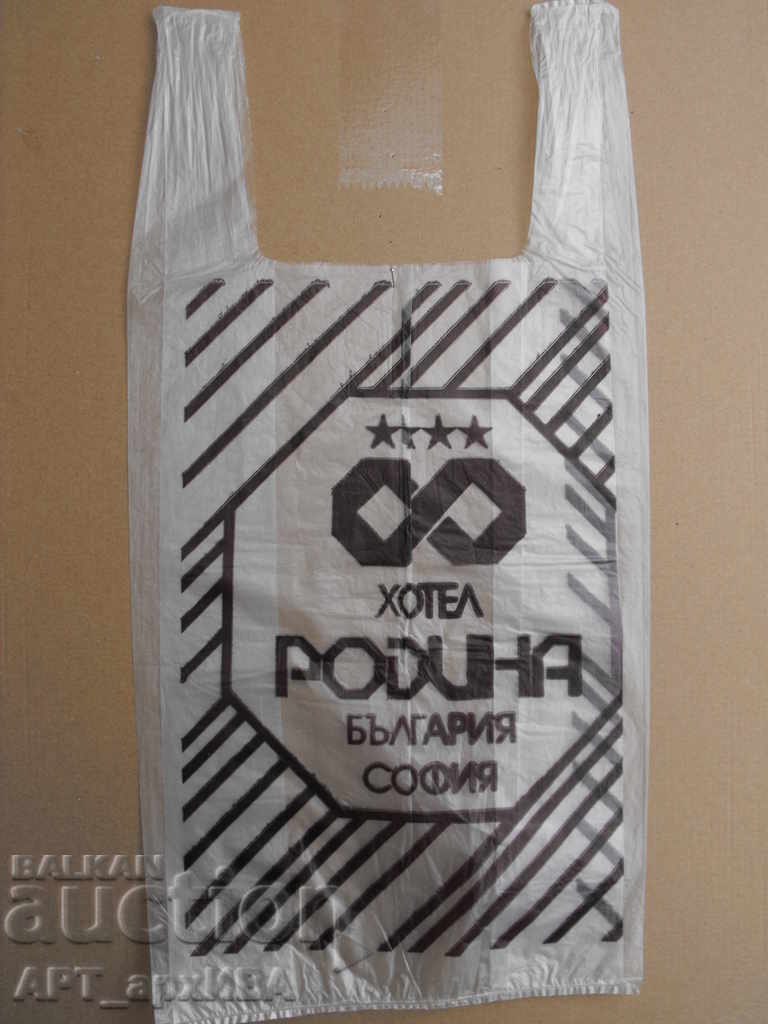 ХОТЕЛ
РОДИНА
БЪЛГАРИЯ
СОФИЯ
BALKAN
auction
АРТ_архИВА